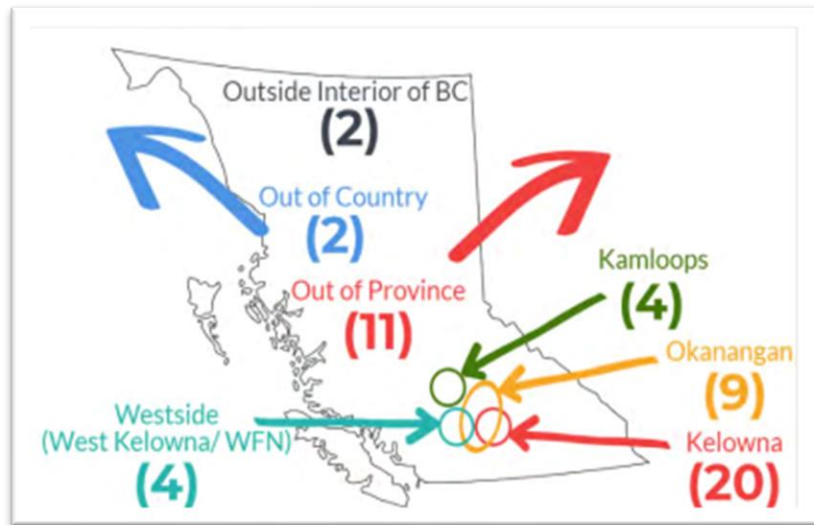 Outside Interior of BC
(2)
Out of Country
(2)
Out of Province
(11)
Kamloops
(4)
Okanangan
(9)
Westside
(West Kelowna/ WFN)
(4)
Kelowna
(20)